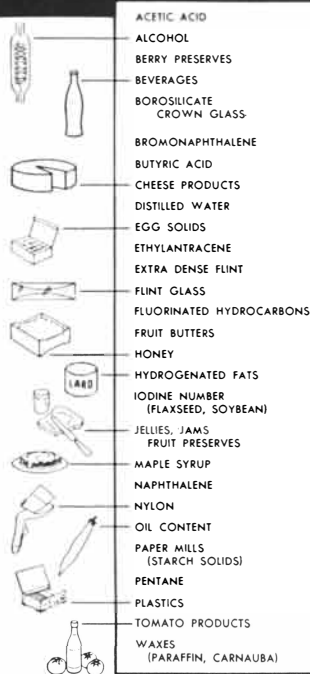 ACETIC ACID
ALCOHOL
BERRY PRESERVES
BEVERAGES
BOROSILICATE
CROWN GLASS
BROMONAPHTHALENE
BUTYRIC ACID
CHEESE PRODUCTS
DISTILLED WATER
EGG SOLIDS
ETHYLANTRACENE
EXTRA DENSE FLINT
FLINT GLASS
FLUORINATED HYDROCARBONS
FRUIT BUTTERS
HONEY
LARD
HYDROGENATED FATS
IODINE NUMBER
(FLAXSEED, SOYBEAN)
JELLIES, JAMS
FRUIT PRESERVES
MAPLE SYRUP
NAPHTHALENE
NYLON
OIL CONTENT
PAPER MILLS
(STARCH SOLIDS)
PENTANE
PLASTICS
TOMATO PRODUCTS
WAXES
(PARAFFIN, CARNAUBA)